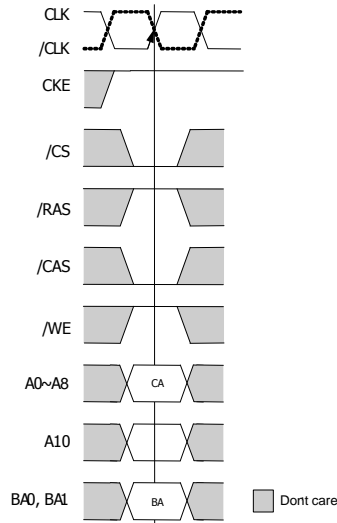 CLK
/CLK
CKE
/CS
/RAS
/CAS
/WE
A0~A8
CA
A10
BA0, BA1
BA
Dont care